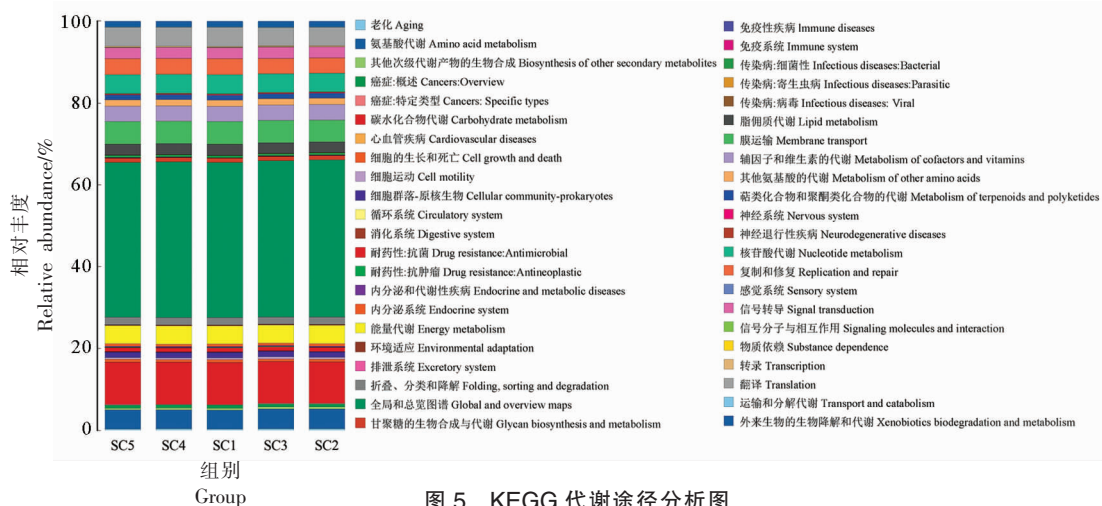 相对丰度
Relative abundance/%
100
80
60
40
20
0
SC5 SC4 SC1 SC3 SC2
组别
Group
老化 Aging
氨基酸代谢 Amino acid metabolism
其他次级代谢产物的生物合成 Biosynthesis of other secondary metabolites
癌症:概述 Cancers:Overview
癌症:特定类型 Cancers: Specific types
碳水化合物代谢 Carbohydrate metabolism
心血管疾病 Cardiovascular diseases
细胞的生长和死亡 Cell growth and death
细胞运动 Cell motility
细胞群落-原核生物 Cellular community-prokaryotes
循环系统 Circulatory system
消化系统 Digestive system
耐药性:抗菌 Drug resistance:Antimicrobial
耐药性:抗肿瘤 Drug resistance:Antineoplastic
内分泌和代谢性疾病 Endocrine and metabolic diseases
内分泌系统 Endocrine system
能量代谢 Energy metabolism
环境适应 Environmental adaptation
排泄系统 Excretory system
折叠、分类和降解 Folding, sorting and degradation
全局和总览图谱 Global and overview maps
甘聚糖的生物合成与代谢 Glycan biosynthesis and metabolism
免疫性疾病 Immune diseases
免疫系统 Immune system
传染病:细菌性 Infectious diseases:Bacterial
传染病:寄生虫病 Infectious diseases:Parasitic
传染病:病毒 Infectious diseases: Viral
脂质代谢 Lipid metabolism
膜运输 Membrane transport
辅因子和维生素的代谢 Metabolism of cofactors and vitamins
其他氨基酸的代谢 Metabolism of other amino acids
萜类化合物和聚酮类化合物的代谢 Metabolism of terpenoids and polyketides
神经系统 Nervous system
神经退行性疾病 Neurodegenerative diseases
核苷酸代谢 Nucleotide metabolism
复制和修复 Replication and repair
感觉系统 Sensory system
信号转导 Signal transduction
信号分子与相互作用 Signaling molecules and interaction
物质依赖 Substance dependence
转录 Transcription
翻译 Translation
运输和分解代谢 Transport and catabolism
外来生物的生物降解和代谢 Xenobiotics biodegradation and metabolism
图 5 KEGG 代谢途径分析图